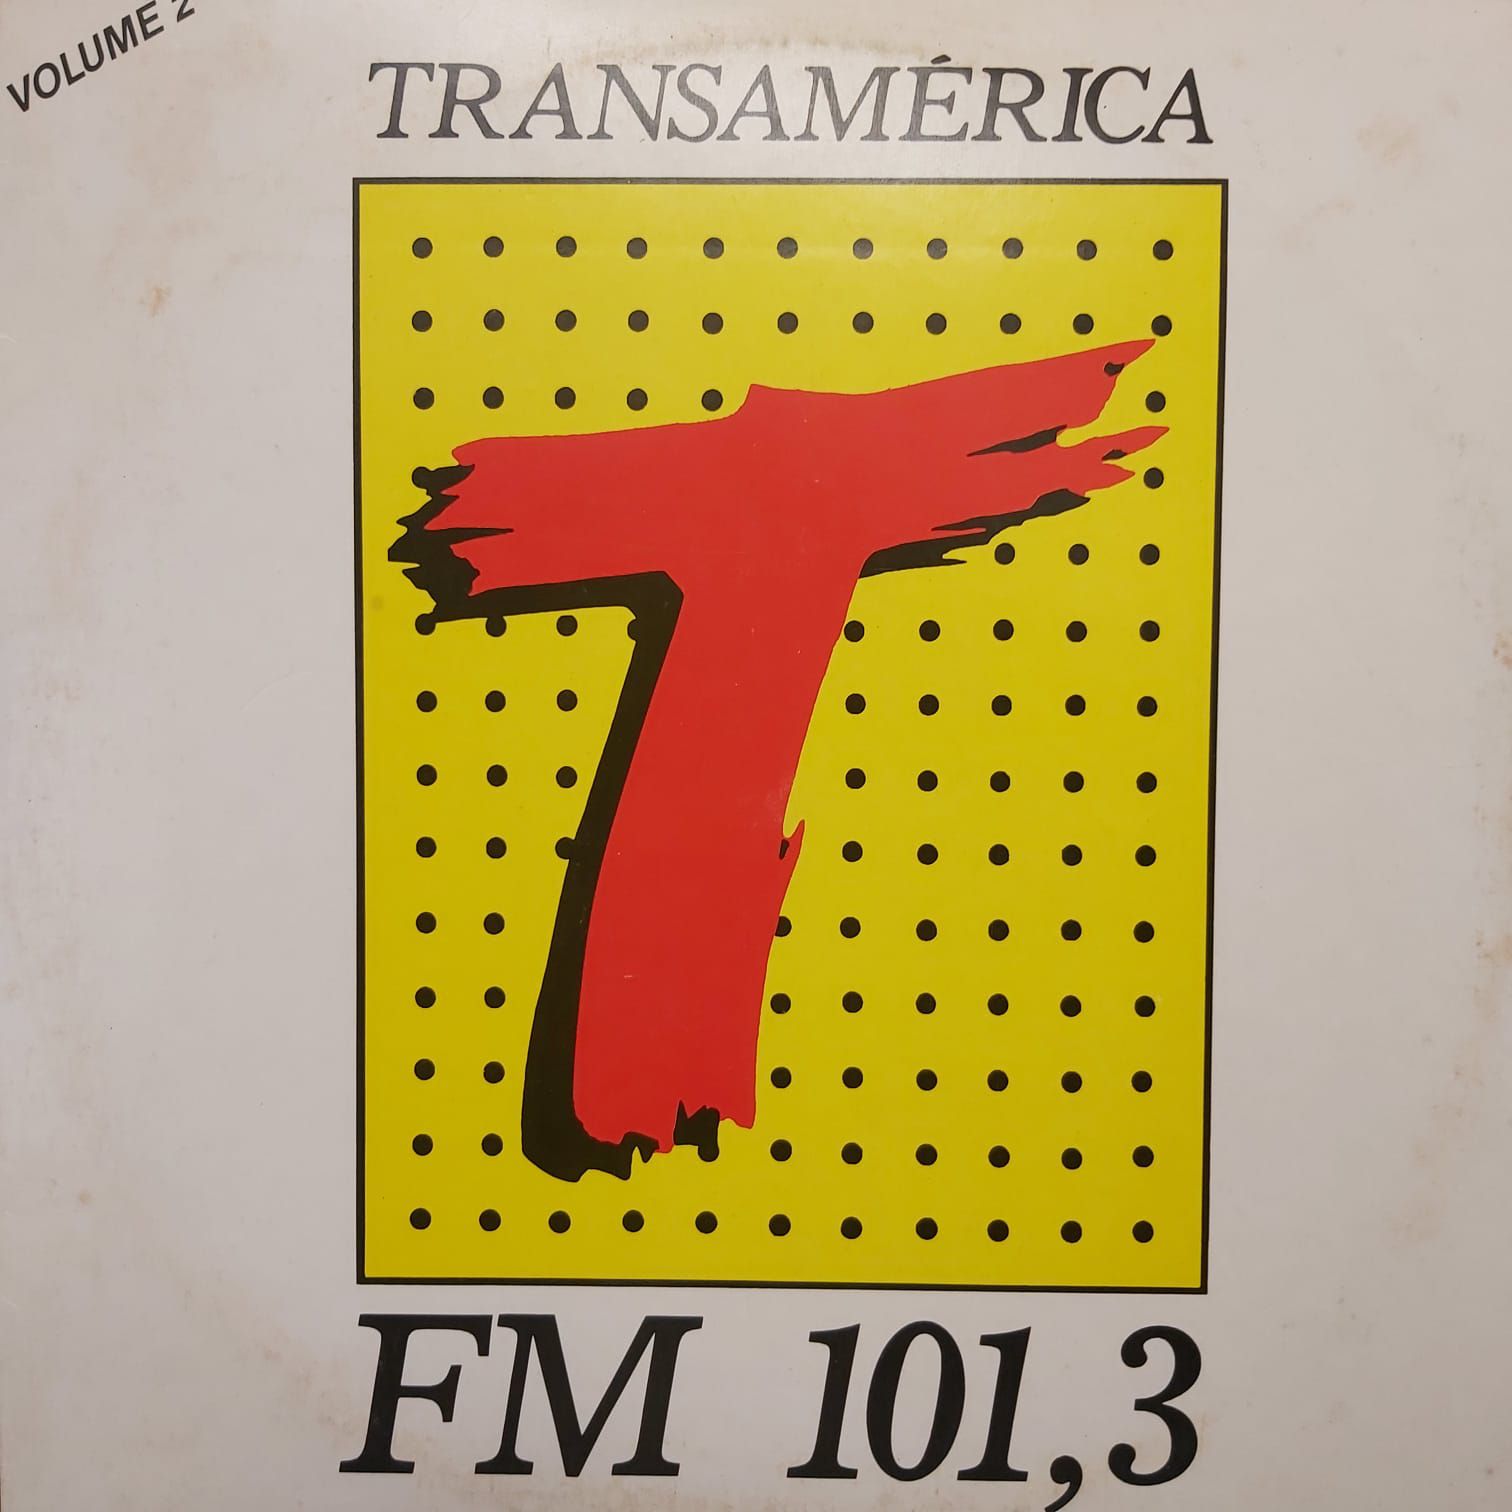 VOLUME 2
TRANSAMÉRICA
T
FM 101,3